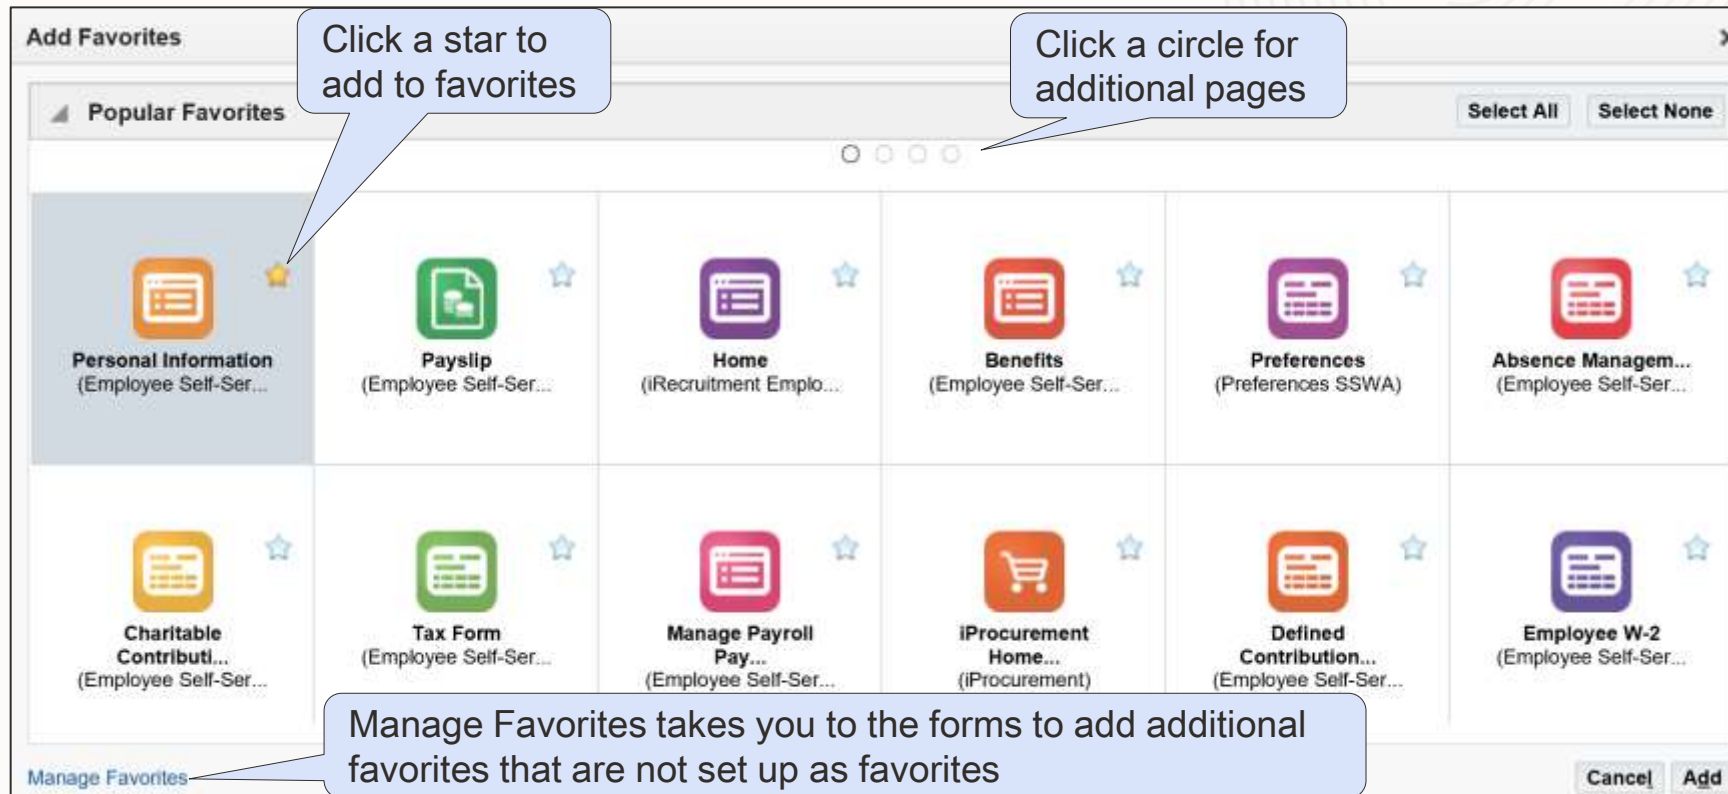 Add Favorites
Click a star to
add to favorites
Click a circle for
additional pages
Popular Favorites
Select All
Select None
Personal Information
(Employee Self-Ser...
Payslip
(Employee Self-Ser...
Home
(iRecruitment Emplo...
Benefits
(Employee Self-Ser...
Preferences
(Preferences SSWA)
Absence Managem...
(Employee Self-Ser...
Charitable
Contributi...
(Employee Self-Ser...
Tax Form
(Employee Self-Ser...
Manage Payroll
Pay...
(Employee Self-Ser...
iProcurement
Home...
(iProcurement)
Defined
Contribution...
(Employee Self-Ser...
Employee W-2
(Employee Self-Ser...
Manage Favorites takes you to the forms to add additional
favorites that are not set up as favorites
Manage Favorites
Cancel
Add